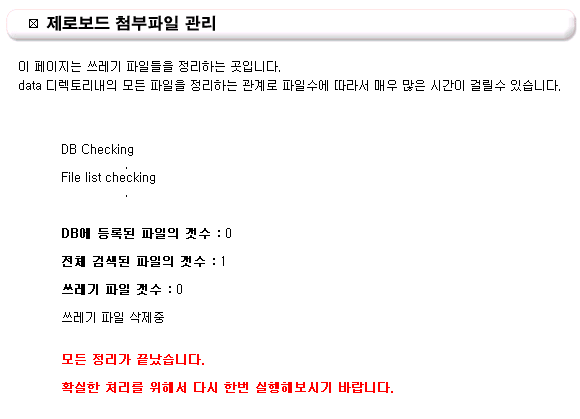 제로보드 첨부파일 관리
이 페이지는 쓰레기 파일들을 정리하는 곳입니다.
data 디렉토리내의 모든 파일을 정리하는 관계로 파일수에 따라서 매우 많은 시간이 걸릴수 있습니다.
DB Checking
.
File list checking
.
DB에 등록된 파일의 갯수 : 0
전체 검색된 파일의 갯수 : 1
쓰레기 파일 갯수 : 0
쓰레기 파일 삭제중
모든 정리가 끝났습니다.
확실한 처리를 위해서 다시 한번 실행해보시기 바랍니다.